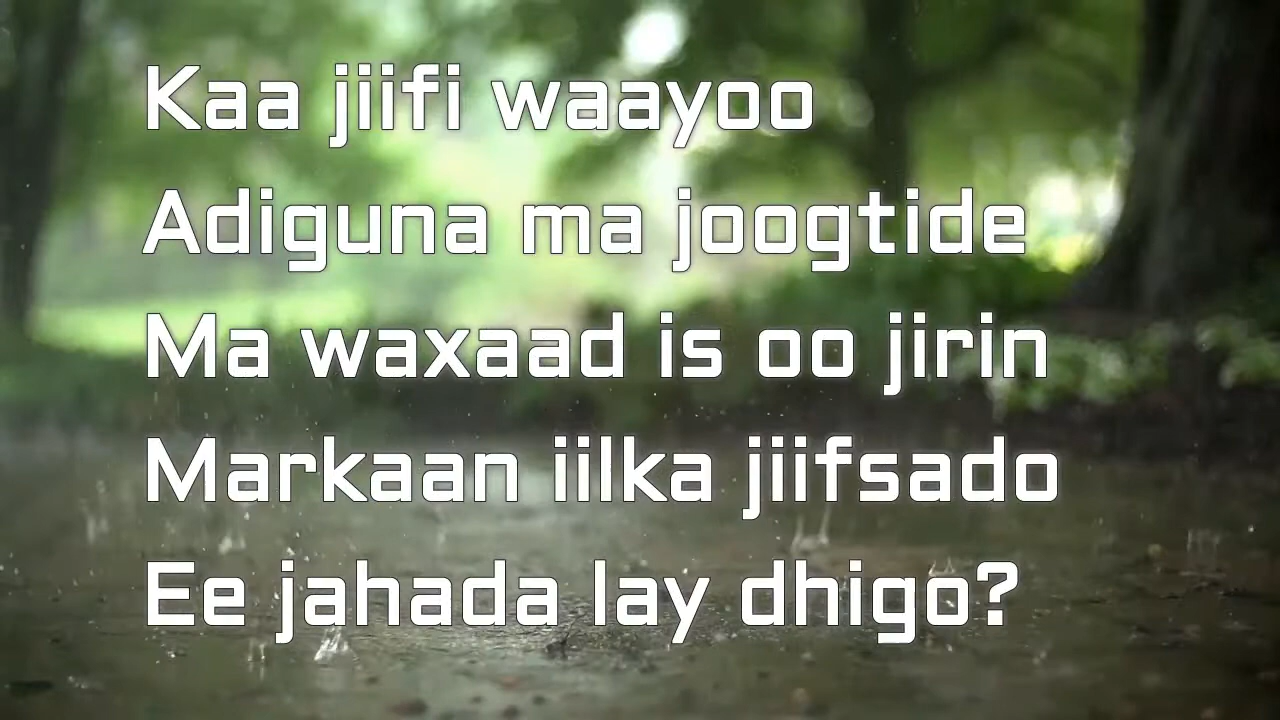 Kaa jiifi waayoo
Adiguna ma joogtide
Ma waxaad is oo jirin
Markaan iilka jiifsado
Ee jahada lay dhigo?